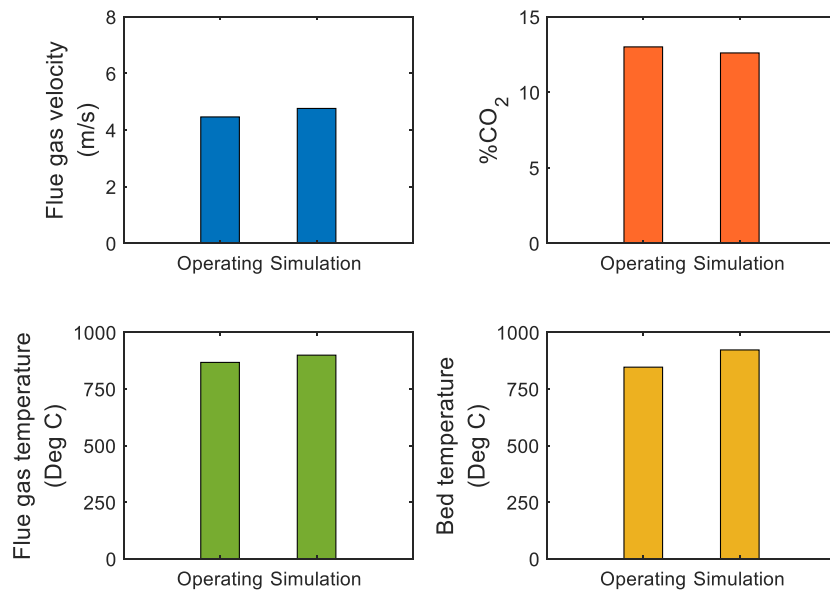 Flue gas velocity
(m/s)
8
6
4
2
0
Operating Simulation
%CO₂
15
10
5
0
Operating Simulation
Flue gas temperature
(Deg C)
1000
750
500
250
0
Operating Simulation
Bed temperature
(Deg C)
1000
750
500
250
0
Operating Simulation